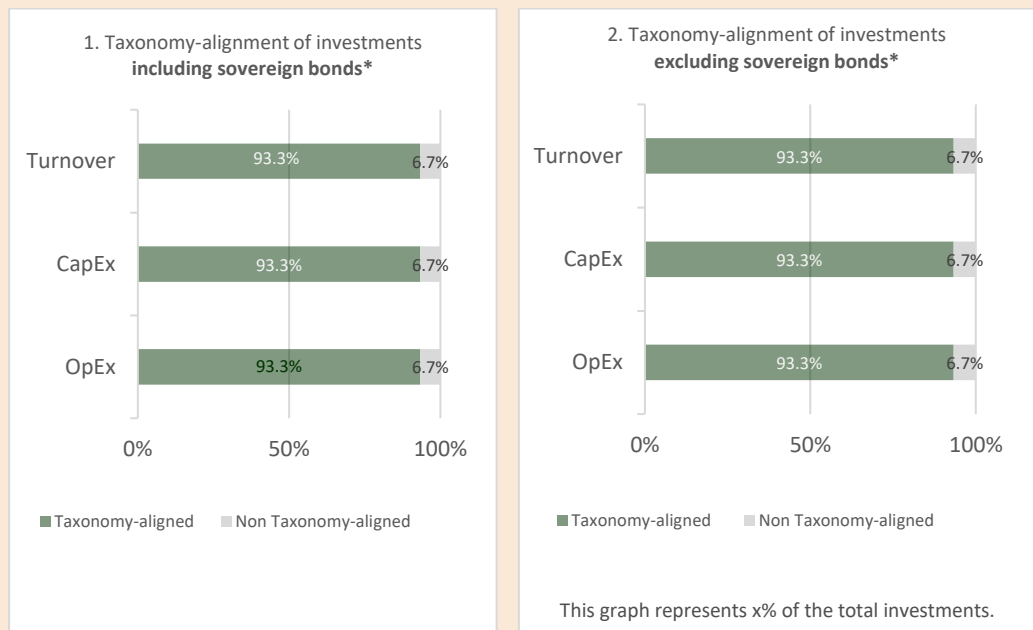 1. Taxonomy-alignment of investments
including sovereign bonds*
Turnover
93.3%
6.7%
CapEx
93.3%
6.7%
OpEx
93.3%
6.7%
0%
50%
100%
Taxonomy-aligned
Non Taxonomy-aligned
2. Taxonomy-alignment of investments
excluding sovereign bonds*
Turnover
93.3%
6.7%
CapEx
93.3%
6.7%
OpEx
93.3%
6.7%
0%
50%
100%
Taxonomy-aligned
Non Taxonomy-aligned
This graph represents x% of the total investments.